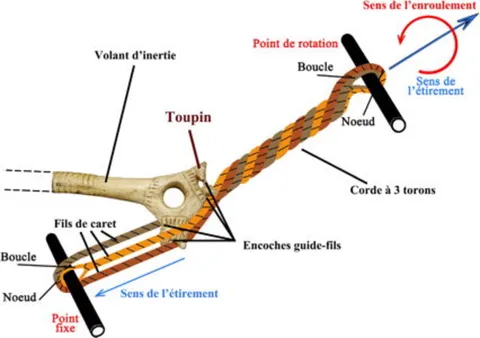 Sens de l'enroulement
Point de rotation
Volant d'inertie
Boucle
Sens de
l'étirement
Toupin
Noeud
Corde à 3 torons
Fils de caret
Encoches guide-fils
Boucle
Noeud
Sens de l'étirement
Point
fixe